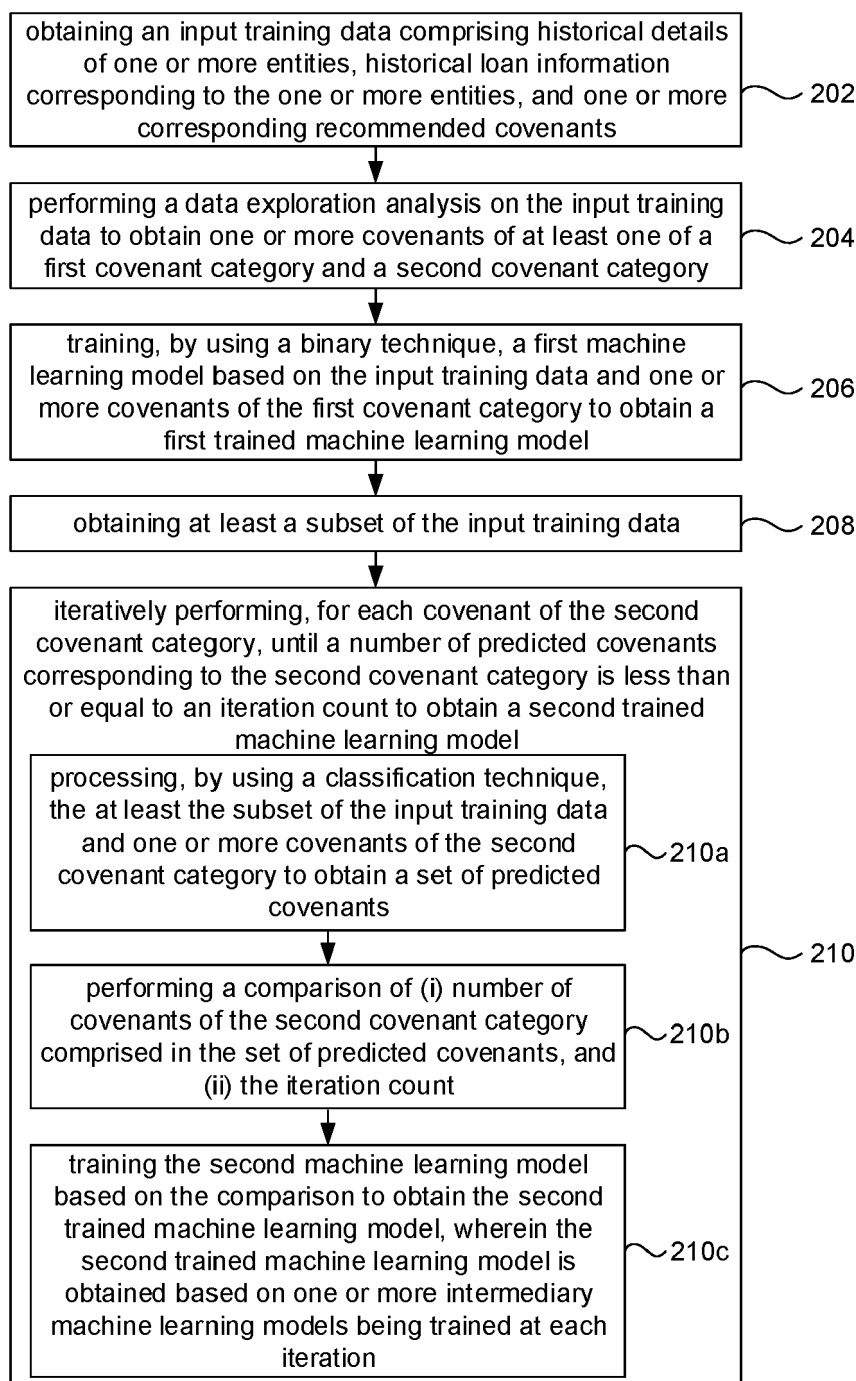 obtaining an input training data comprising historical details
of one or more entities, historical loan information
corresponding to the one or more entities, and one or more
corresponding recommended covenants
202
performing a data exploration analysis on the input training
data to obtain one or more covenants of at least one of a
first covenant category and a second covenant category
204
training, by using a binary technique, a first machine
learning model based on the input training data and one or
more covenants of the first covenant category to obtain a
first trained machine learning model
206
obtaining at least a subset of the input training data
208
iteratively performing, for each covenant of the second
covenant category, until a number of predicted covenants
corresponding to the second covenant category is less than
or equal to an iteration count to obtain a second trained
machine learning model
processing, by using a classification technique,
the at least the subset of the input training data
and one or more covenants of the second
covenant category to obtain a set of predicted
covenants
210a
210
performing a comparison of (i) number of
covenants of the second covenant category
comprised in the set of predicted covenants, and
(ii) the iteration count
210b
training the second machine learning model
based on the comparison to obtain the second
trained machine learning model, wherein the
second trained machine learning model is
obtained based on one or more intermediary
machine learning models being trained at each
iteration
210c